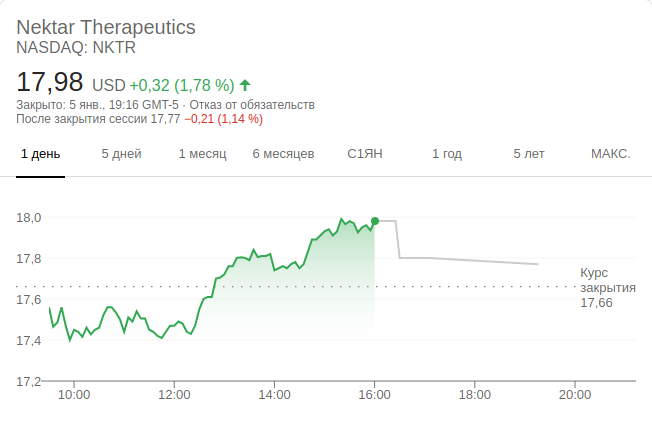 Nektar Therapeutics
NASDAQ: NKTR
17,98 USD +0,32 (1,78 %)
Закрыто: 5 янв., 19:16 GMT-5 · Отказ от обязательств
После закрытия сессии 17,77 −0,21 (1,14 %)
1 день 5 дней 1 месяц 6 месяцев С1ЯН 1 год 5 лет МАКС.
18,0
17,8
Курс
закрытия
17,66
17,6
17,4
17,2
10:00 12:00 14:00 16:00 18:00 20:00